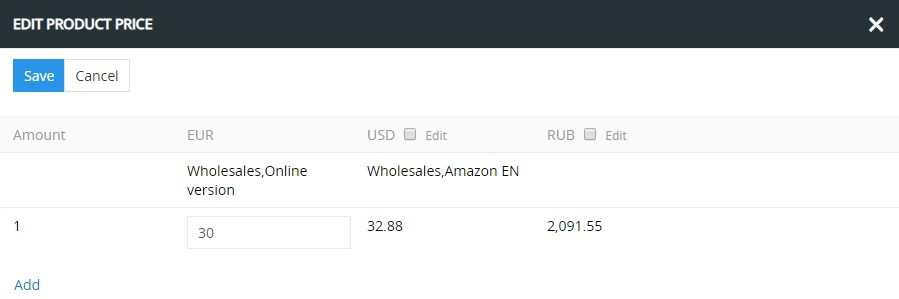 EDIT PRODUCT PRICE
Save Cancel
Amount EUR USD Edit RUB Edit
Wholesales,Online Wholesales,Amazon EN
version
1 30 32.88 2,091.55
Add